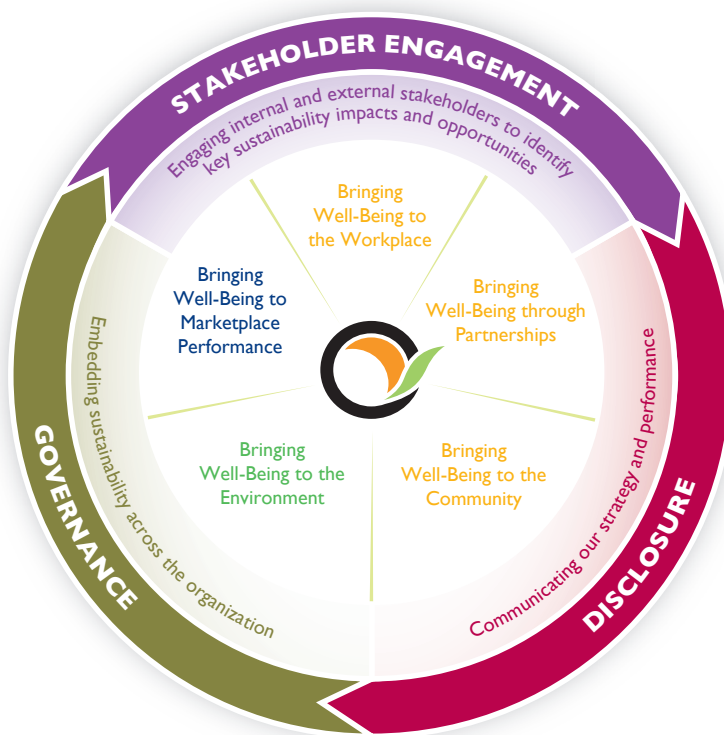 STAKEHOLDER ENGAGEMENT
Engaging internal and external stakeholders to identify
key sustainability impacts and opportunities
Bringing
Well-Being to
the Workplace
Bringing
Well-Being to
Marketplace
Performance
Bringing
Well-Being through
Partnerships
Bringing
Well-Being to the
Environment
Bringing
Well-Being to the
Community
GOVERNANCE
Embedding sustainability across the organization
DISCLOSURE
Communicating our strategy and performance